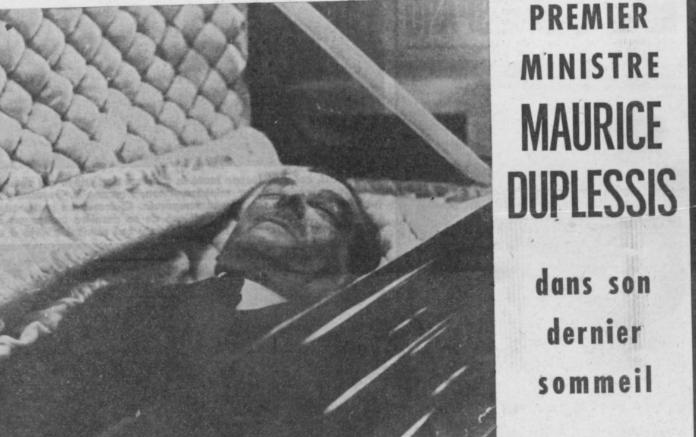 PREMIER
MINISTRE
MAURICE
DUPLESSIS
dans son
dernier
sommeil